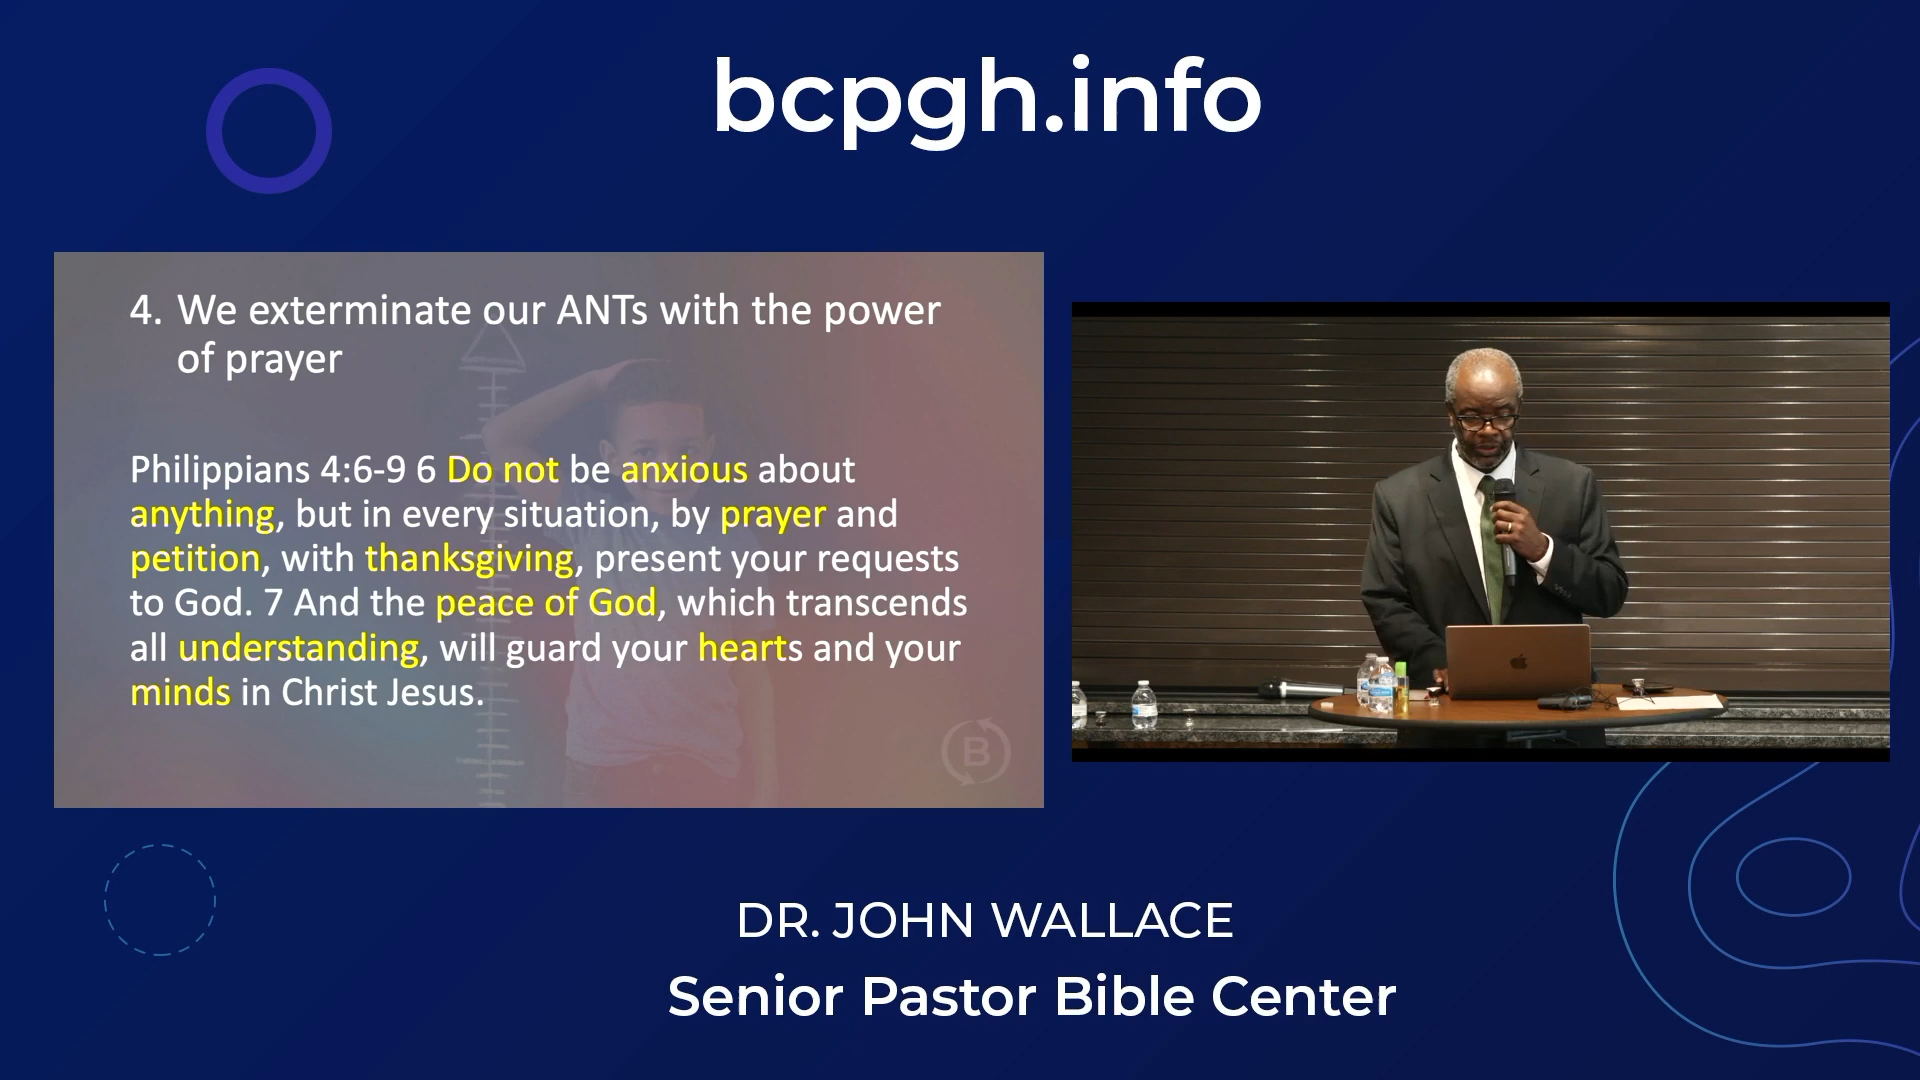 bcpgh.info
4. We exterminate our ANTs with the power
of prayer
Philippians 4:6-9 6 Do not be anxious about
anything, but in every situation, by prayer and
petition, with thanksgiving, present your requests
to God. 7 And the peace of God, which transcends
all understanding, will guard your hearts and your
minds in Christ Jesus.
B
DR. JOHN WALLACE
Senior Pastor Bible Center